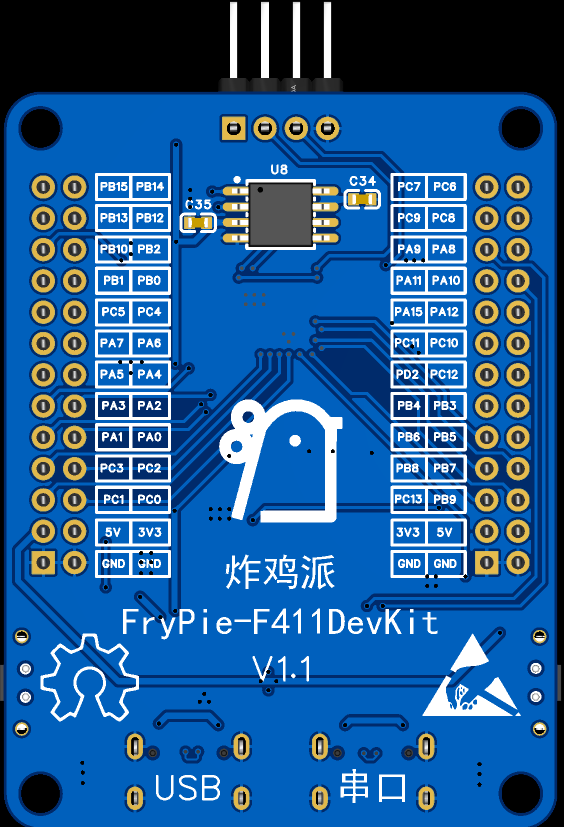 U8
C34
C35
PB15 PB14
PC7 PC6
PB13 PB12
PC9 PC8
PB10 PB2
PA9 PA8
PB1 PB0
PA11 PA10
PC5 PC4
PA15 PA12
PA7 PA6
PC11 PC10
PA5 PA4
PD2 PC12
PA3 PA2
PB4 PB3
PA1 PA0
PB6 PB5
PC3 PC2
PB8 PB7
PC1 PC0
PC13 PB9
5V 3V3
3V3 5V
GND GND
GND GND
炸鸡派
FryPie-F411DevKit
V1.1
USB
串口